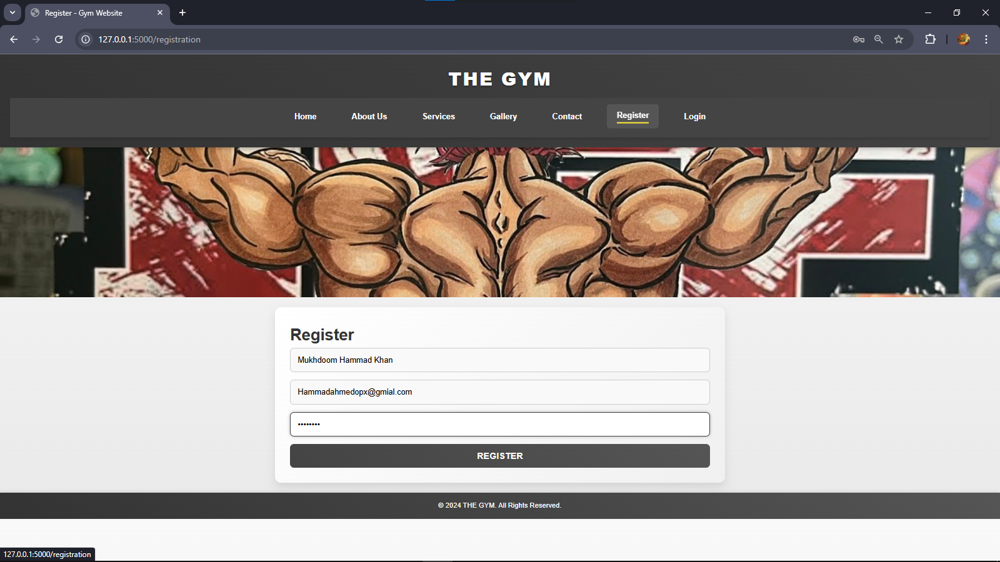 Register - Gym Website
127.0.0.1:5000/registration
THE GYM
Home About Us Services Gallery Contact Register Login
Register
Mukhdoom Hammad Khan
Hammadahmedopx@gmial.com
••••••••
REGISTER
© 2024 THE GYM. All Rights Reserved.
127.0.0.1:5000/registration